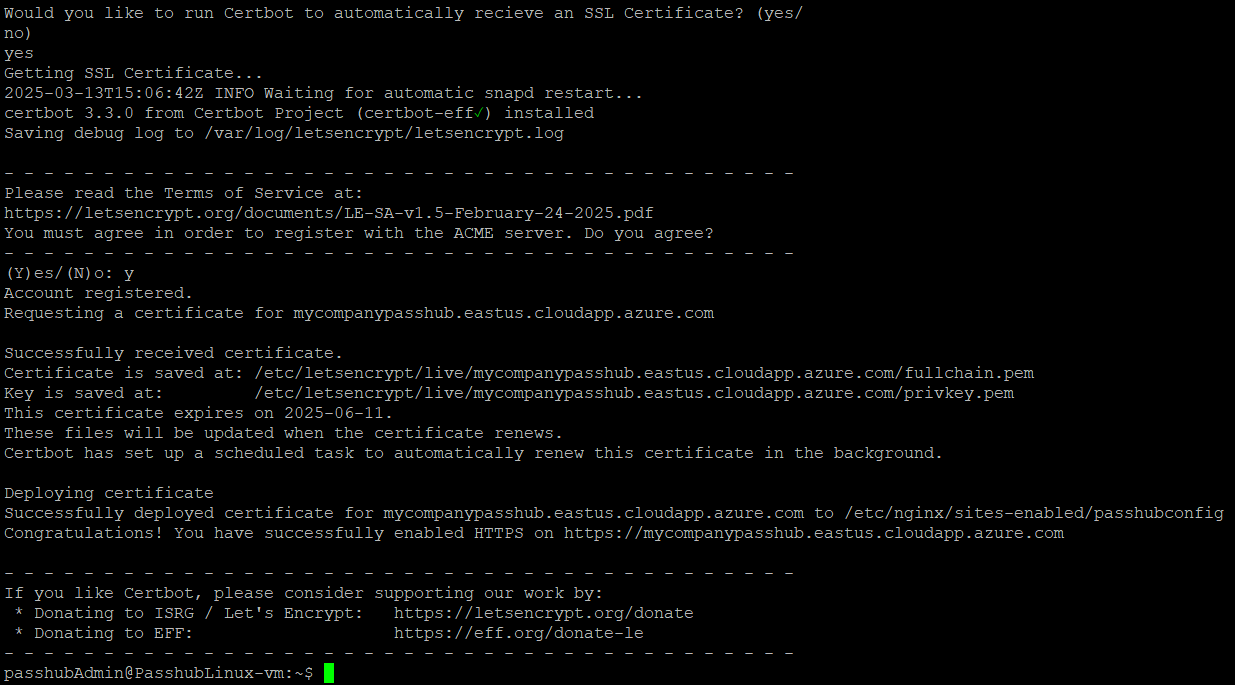 Would you like to run Certbot to automatically recieve an SSL Certificate? (yes/
no)
yes
Getting SSL Certificate...
2025-03-13T15:06:42Z INFO Waiting for automatic snapd restart...
certbot 3.3.0 from Certbot Project (certbot-eff✓) installed
Saving debug log to /var/log/letsencrypt/letsencrypt.log
- - - - - - - - - - - - - - - - - - - - - - - - - - - - - - - - - - - - - - - -
Please read the Terms of Service at:
https://letsencrypt.org/documents/LE-SA-v1.5-February-24-2025.pdf
You must agree in order to register with the ACME server. Do you agree?
- - - - - - - - - - - - - - - - - - - - - - - - - - - - - - - - - - - - - - - -
(Y)es/(N)o: y
Account registered.
Requesting a certificate for mycompanypasshub.eastus.cloudapp.azure.com
Successfully received certificate.
Certificate is saved at: /etc/letsencrypt/live/mycompanypasshub.eastus.cloudapp.azure.com/fullchain.pem
Key is saved at:         /etc/letsencrypt/live/mycompanypasshub.eastus.cloudapp.azure.com/privkey.pem
This certificate expires on 2025-06-11.
These files will be updated when the certificate renews.
Certbot has set up a scheduled task to automatically renew this certificate in the background.
Deploying certificate
Successfully deployed certificate for mycompanypasshub.eastus.cloudapp.azure.com to /etc/nginx/sites-enabled/passhubconfig
Congratulations! You have successfully enabled HTTPS on https://mycompanypasshub.eastus.cloudapp.azure.com
- - - - - - - - - - - - - - - - - - - - - - - - - - - - - - - - - - - - - - - -
If you like Certbot, please consider supporting our work by:
 * Donating to ISRG / Let's Encrypt:   https://letsencrypt.org/donate
 * Donating to EFF:                    https://eff.org/donate-le
- - - - - - - - - - - - - - - - - - - - - - - - - - - - - - - - - - - - - - - -
passhubAdmin@PasshubLinux-vm:~$